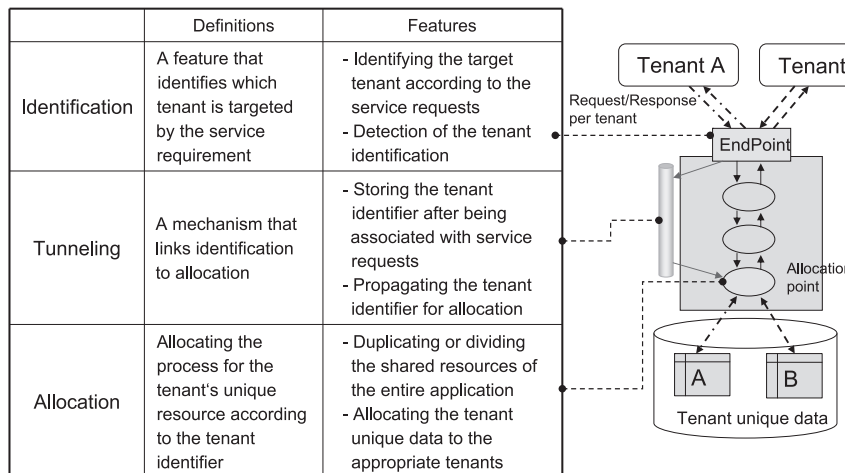 Definitions
Features
Identification
A feature that
identifies which
tenant is targeted
by the service
requirement
- Identifying the target
tenant according to the
service requests
- Detection of the tenant
identification
Tunneling
A mechanism that
links identification
to allocation
- Storing the tenant
identifier after being
associated with service
requests
- Propagating the tenant
identifier for allocation
Allocation
Allocating the
process for the
tenant‘s unique
resource according
to the tenant
identifier
- Duplicating or dividing
the shared resources of
the entire application
- Allocating the tenant
unique data to the
appropriate tenants
Tenant A
Tenant
Request/Response
per tenant
EndPoint
Allocation
point
A
B
Tenant unique data